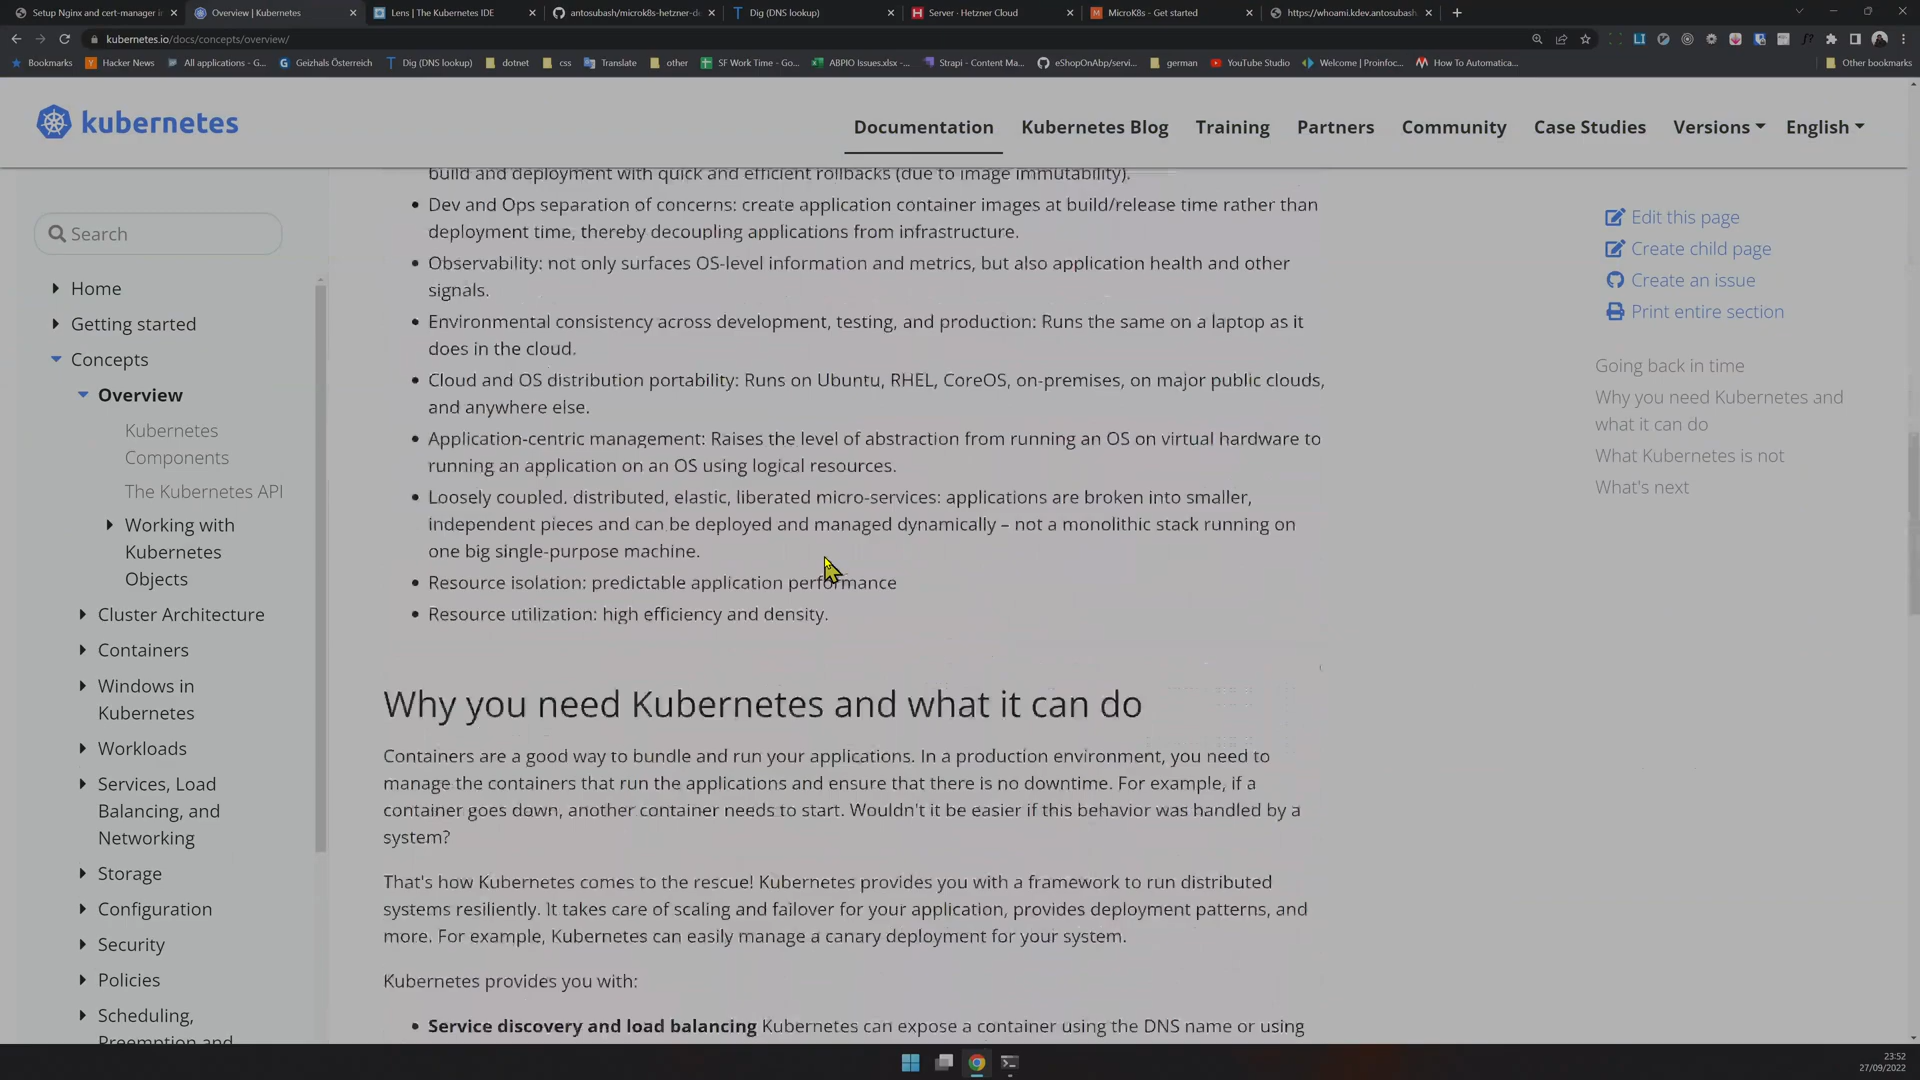 Setup Nginx and cert-manager in
Overview | Kubernetes
Lens | The Kubernetes IDE
antosubash/microk8s-hetzner-de
Dig (DNS lookup)
Server · Hetzner Cloud
MicroK8s - Get started
https://whoami.kdev.antosubash.
kubernetes.io/docs/concepts/overview/
Bookmarks
Hacker News
All applications - G...
Geizhals Österreich
Dig (DNS lookup)
dotnet
css
Translate
other
SF Work Time - Go...
ABPIO Issues.xlsx -...
Strapi - Content Ma...
eShopOnAbp/servi...
german
YouTube Studio
Welcome | Proinfoc...
How To Automatica...
Other bookmarks
kubernetes
Documentation
Kubernetes Blog
Training
Partners
Community
Case Studies
Versions
English
Search
Home
Getting started
Concepts
Overview
Kubernetes
Components
The Kubernetes API
Working with
Kubernetes
Objects
Cluster Architecture
Containers
Windows in
Kubernetes
Workloads
Services, Load
Balancing, and
Networking
Storage
Configuration
Security
Policies
Scheduling,
Preemption and
build and deployment with quick and efficient rollbacks (due to image immutability).
• Dev and Ops separation of concerns: create application container images at build/release time rather than
deployment time, thereby decoupling applications from infrastructure.
• Observability: not only surfaces OS-level information and metrics, but also application health and other
signals.
• Environmental consistency across development, testing, and production: Runs the same on a laptop as it
does in the cloud.
• Cloud and OS distribution portability: Runs on Ubuntu, RHEL, CoreOS, on-premises, on major public clouds,
and anywhere else.
• Application-centric management: Raises the level of abstraction from running an OS on virtual hardware to
running an application on an OS using logical resources.
• Loosely coupled, distributed, elastic, liberated micro-services: applications are broken into smaller,
independent pieces and can be deployed and managed dynamically – not a monolithic stack running on
one big single-purpose machine.
• Resource isolation: predictable application performance
• Resource utilization: high efficiency and density.
Why you need Kubernetes and what it can do
Containers are a good way to bundle and run your applications. In a production environment, you need to
manage the containers that run the applications and ensure that there is no downtime. For example, if a
container goes down, another container needs to start. Wouldn't it be easier if this behavior was handled by a
system?
That's how Kubernetes comes to the rescue! Kubernetes provides you with a framework to run distributed
systems resiliently. It takes care of scaling and failover for your application, provides deployment patterns, and
more. For example, Kubernetes can easily manage a canary deployment for your system.
Kubernetes provides you with:
• Service discovery and load balancing Kubernetes can expose a container using the DNS name or using
Edit this page
Create child page
Create an issue
Print entire section
Going back in time
Why you need Kubernetes and
what it can do
What Kubernetes is not
What's next
23:52
27/09/2022